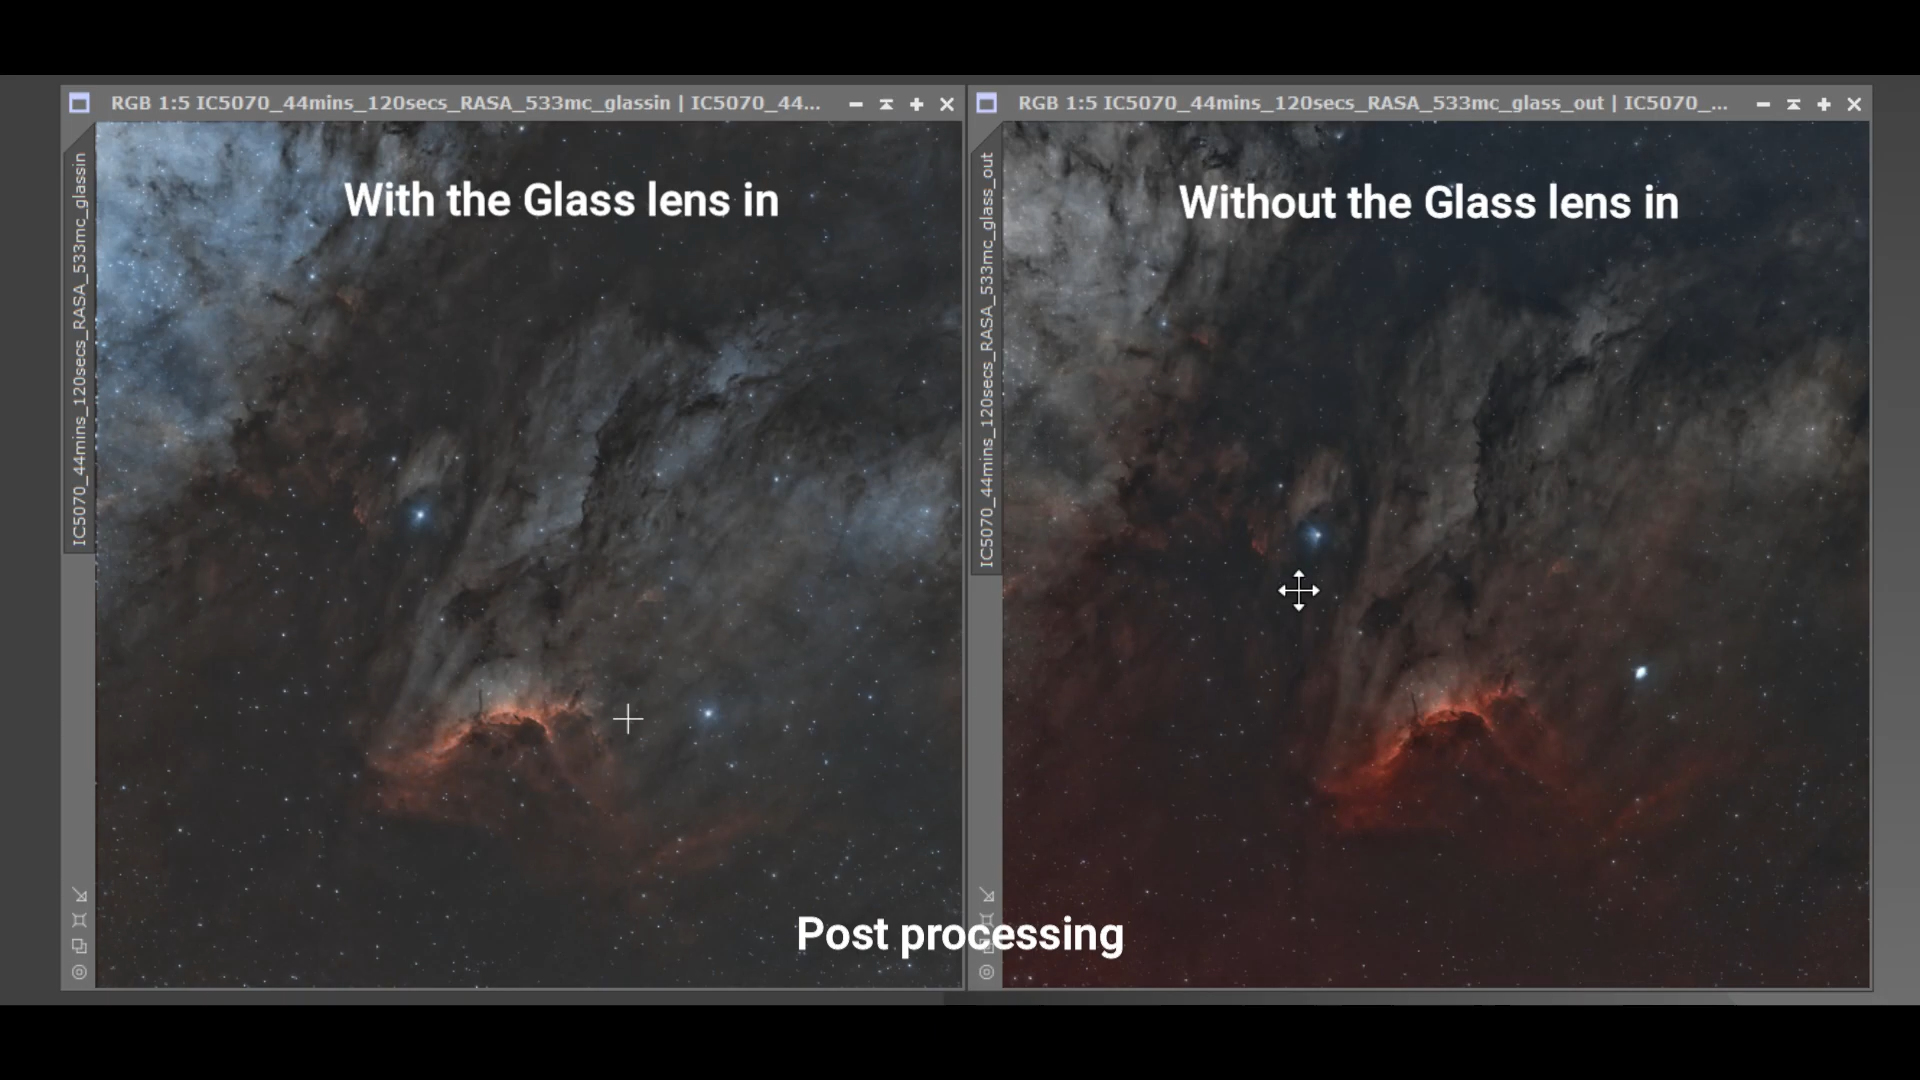 RGB 1:5 IC5070_44mins_120secs_RASA_533mc_glassin | IC5070_44...
RGB 1:5 IC5070_44mins_120secs_RASA_533mc_glass_out | IC5070_...
IC5070_44mins_120secs_RASA_533mc_glassin
IC5070_44mins_120secs_RASA_533mc_glass_out
With the Glass lens in
Without the Glass lens in
Post processing